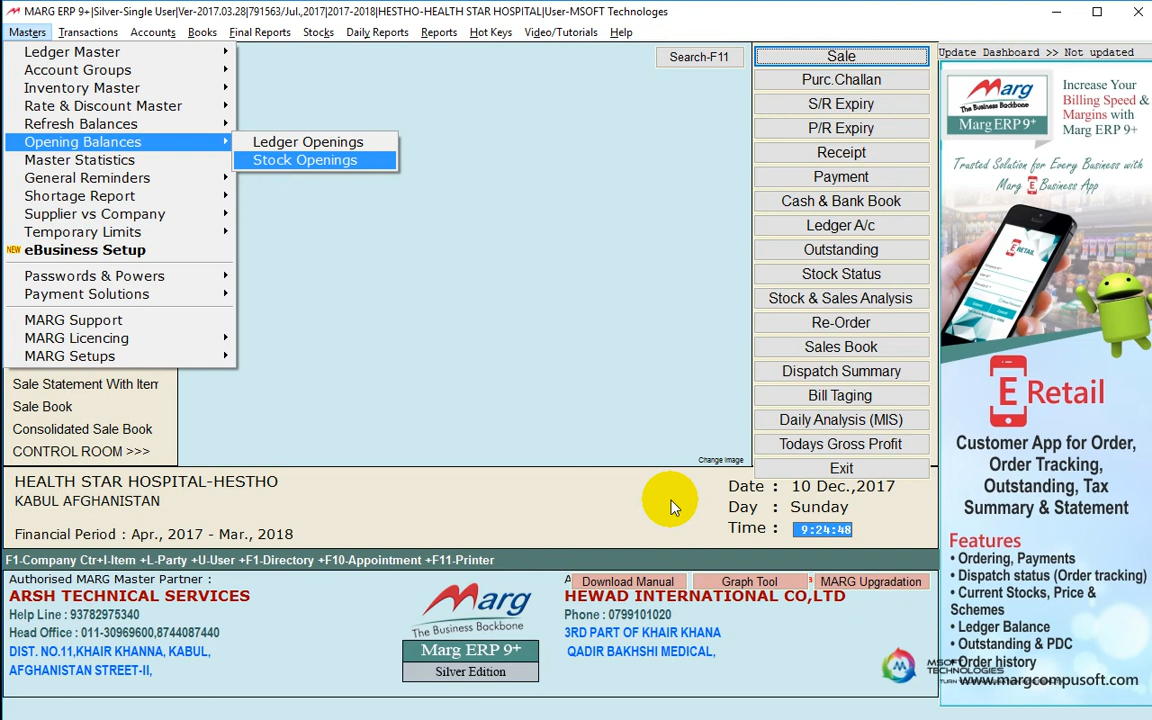 MARG ERP 9+|Silver-Single User|Ver-2017.03.28|791563/Jul.,2017|2017-2018|HESTHO-HEALTH STAR HOSPITAL|User-MSOFT Technologes
Masters Transactions Accounts Books Final Reports Stocks Daily Reports Reports Hot Keys Video/Tutorials Help
Ledger Master
Account Groups
Inventory Master
Rate & Discount Master
Refresh Balances
Opening Balances
Master Statistics
General Reminders
Shortage Report
Supplier vs Company
Temporary Limits
NEW eBusiness Setup
Passwords & Powers
Payment Solutions
MARG Support
MARG Licencing
MARG Setups
Ledger Openings
Stock Openings
Sale Statement With Item
Sale Book
Consolidated Sale Book
CONTROL ROOM >>>
Search-F11
Change Image
Sale
Purc.Challan
S/R Expiry
P/R Expiry
Receipt
Payment
Cash & Bank Book
Ledger A/c
Outstanding
Stock Status
Stock & Sales Analysis
Re-Order
Sales Book
Dispatch Summary
Bill Taging
Daily Analysis (MIS)
Todays Gross Profit
Exit
Update Dashboard >> Not updated
Marg
The Business Backbone
Marg ERP 9+
Increase Your
Billing Speed &
Margins with
Marg ERP 9+
Trusted Solution for Every Business with
Marg E Business App
E RETAIL
E Retail
Customer App for Order,
Order Tracking,
Outstanding, Tax
Summary & Statement
Features
• Ordering, Payments
• Dispatch status (Order tracking)
• Current Stocks, Price &
Schemes
• Ledger Balance
• Outstanding & PDC
• Order history
www.margcompusoft.com
HEALTH STAR HOSPITAL-HESTHO
KABUL AFGHANISTAN
Financial Period : Apr., 2017 - Mar., 2018
Date : 10 Dec.,2017
Day : Sunday
Time : 9:24:48
F1-Company Ctr+I-Item +L-Party +U-User +F1-Directory +F10-Appointment +F11-Printer
Authorised MARG Master Partner :
ARSH TECHNICAL SERVICES
Help Line : 93782975340
Head Office : 011-30969600,8744087440
DIST. NO.11,KHAIR KHANNA, KABUL,
AFGHANISTAN STREET-II,
Marg
The Business Backbone
Marg ERP 9+
Silver Edition
Download Manual Graph Tool MARG Upgradation
HEWAD INTERNATIONAL CO,LTD
Phone : 0799101020
3RD PART OF KHAIR KHANA
QADIR BAKHSHI MEDICAL,
MSOFT
TECHNOLOGIES